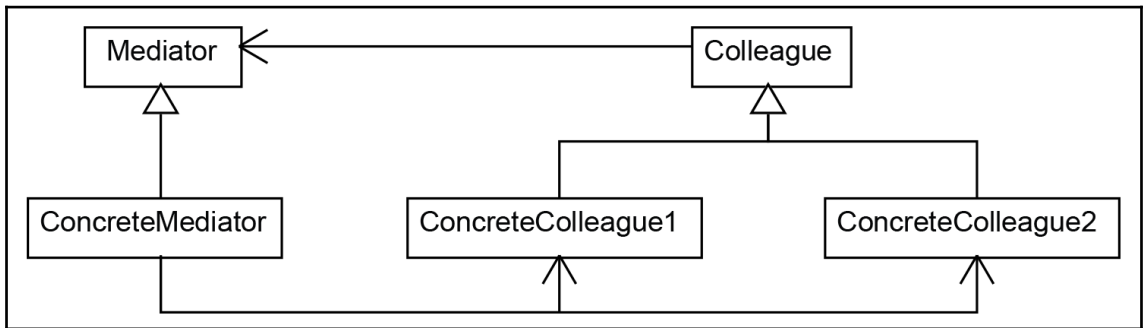 Mediator
Colleague
ConcreteMediator
ConcreteColleague1
ConcreteColleague2